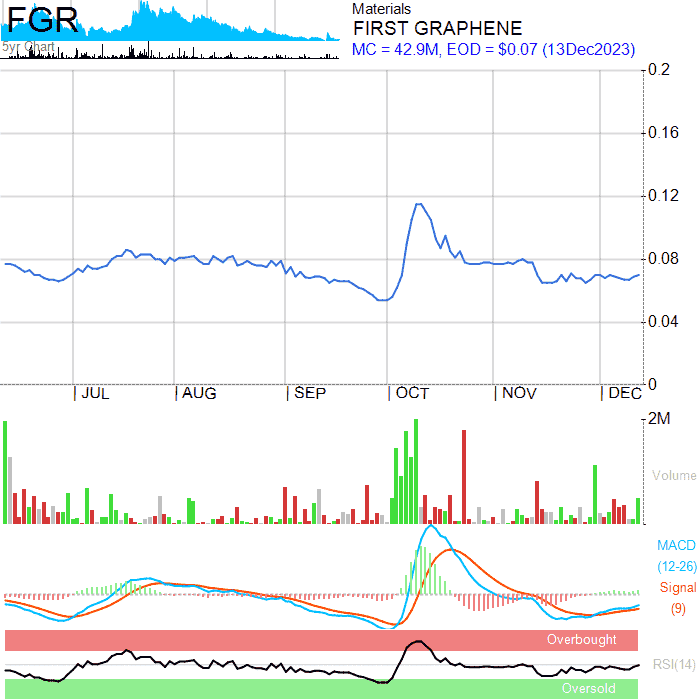 FGR
5yr Chart
Materials
FIRST GRAPHENE
MC = 42.9M, EOD = $0.07 (13Dec2023)
0.2
0.16
0.12
0.08
0.04
0
JUL
AUG
SEP
OCT
NOV
DEC
2M
Volume
MACD
(12-26)
Signal
(9)
Overbought
RSI(14)
Oversold